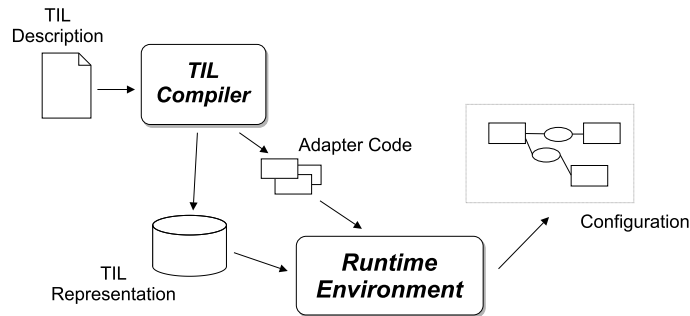 TIL
Description
TIL
Compiler
Adapter Code
Configuration
TIL
Representation
Runtime
Environment